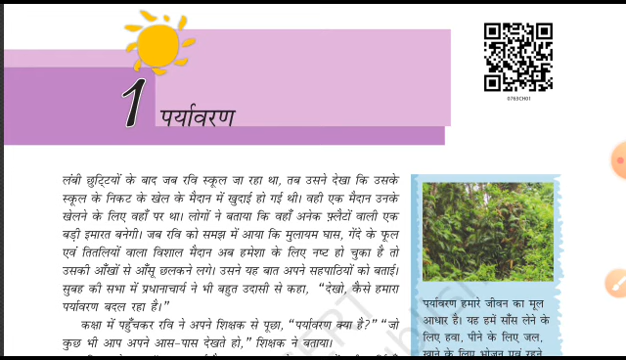 0763CH01
1 पर्यावरण
लंबी छुट्टियों के बाद जब रवि स्कूल जा रहा था, तब उसने देखा कि उसके
स्कूल के निकट के खेल के मैदान में खुदाई हो गई थी। वही एक मैदान उनके
खेलने के लिए वहाँ पर था। लोगों ने बताया कि वहाँ अनेक फ़्लैटों वाली एक
बड़ी इमारत बनेगी। जब रवि को समझ में आया कि मुलायम घास, गेंदे के फूल
एवं तितलियों वाला विशाल मैदान अब हमेशा के लिए नष्ट हो चुका है तो
उसकी आँखों से आँसू छलकने लगे। उसने यह बात अपने सहपाठियों को बताई।
सुबह की सभा में प्रधानाचार्य ने भी बहुत उदासी से कहा, “देखो, कैसे हमारा
पर्यावरण बदल रहा है।”
कक्षा में पहुँचकर रवि ने अपने शिक्षक से पूछा, “पर्यावरण क्या है?” “जो
कुछ भी आप अपने आस-पास देखते हो,” शिक्षक ने बताया।
पर्यावरण हमारे जीवन का मूल
आधार है। यह हमें साँस लेने के
लिए हवा, पीने के लिए जल,
खाने के लिए भोजन एवं रहने